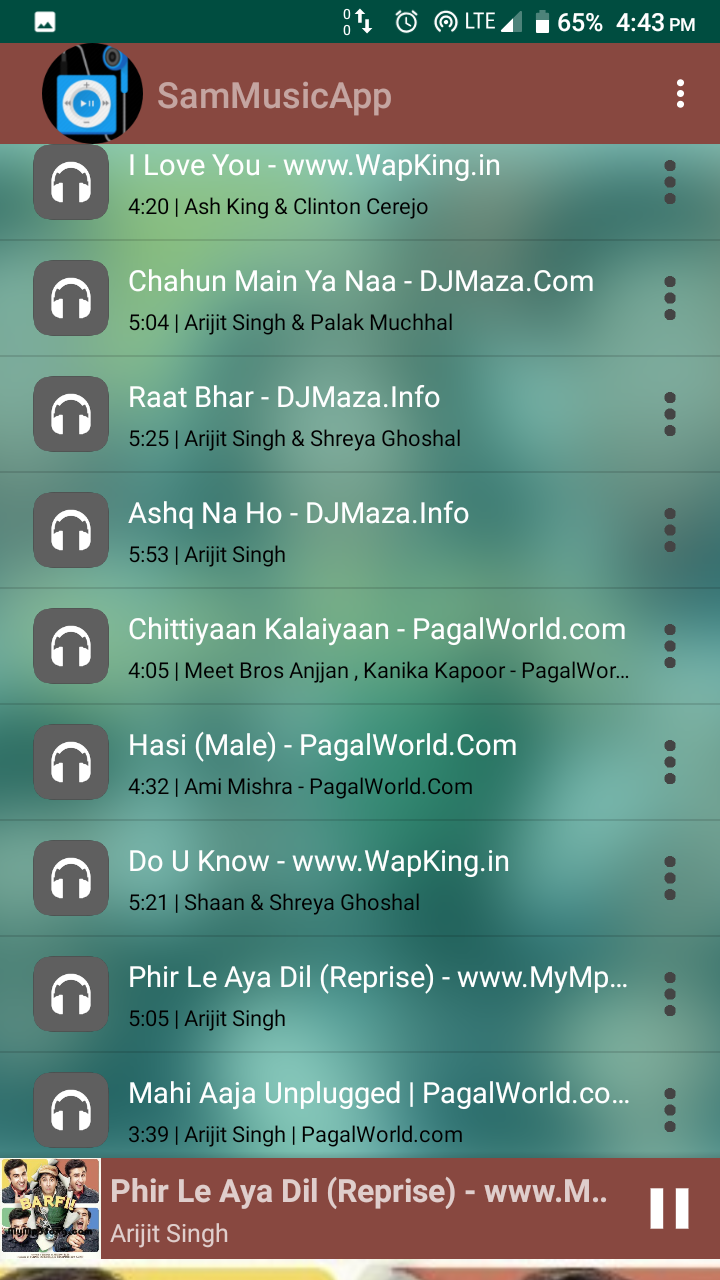 0
0
LTE
65%
4:43 PM
SamMusicApp
I Love You - www.WapKing.in
4:20 | Ash King & Clinton Cerejo
Chahun Main Ya Naa - DJMaza.Com
5:04 | Arijit Singh & Palak Muchhal
Raat Bhar - DJMaza.Info
5:25 | Arijit Singh & Shreya Ghoshal
Ashq Na Ho - DJMaza.Info
5:53 | Arijit Singh
Chittiyaan Kalaiyaan - PagalWorld.com
4:05 | Meet Bros Anjjan , Kanika Kapoor - PagalWor...
Hasi (Male) - PagalWorld.Com
4:32 | Ami Mishra - PagalWorld.Com
Do U Know - www.WapKing.in
5:21 | Shaan & Shreya Ghoshal
Phir Le Aya Dil (Reprise) - www.MyMp...
5:05 | Arijit Singh
Mahi Aaja Unplugged | PagalWorld.co...
3:39 | Arijit Singh | PagalWorld.com
BARFI!
Phir Le Aya Dil (Reprise) - www.M..
Arijit Singh